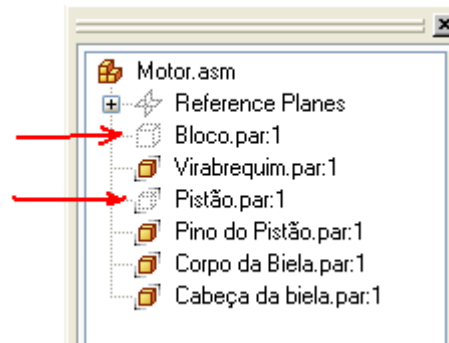 Motor.asm
Reference Planes
Bloco.par:1
Virabrequim.par:1
Pistão.par:1
Pino do Pistão.par:1
Corpo da Biela.par:1
Cabeça da biela.par:1